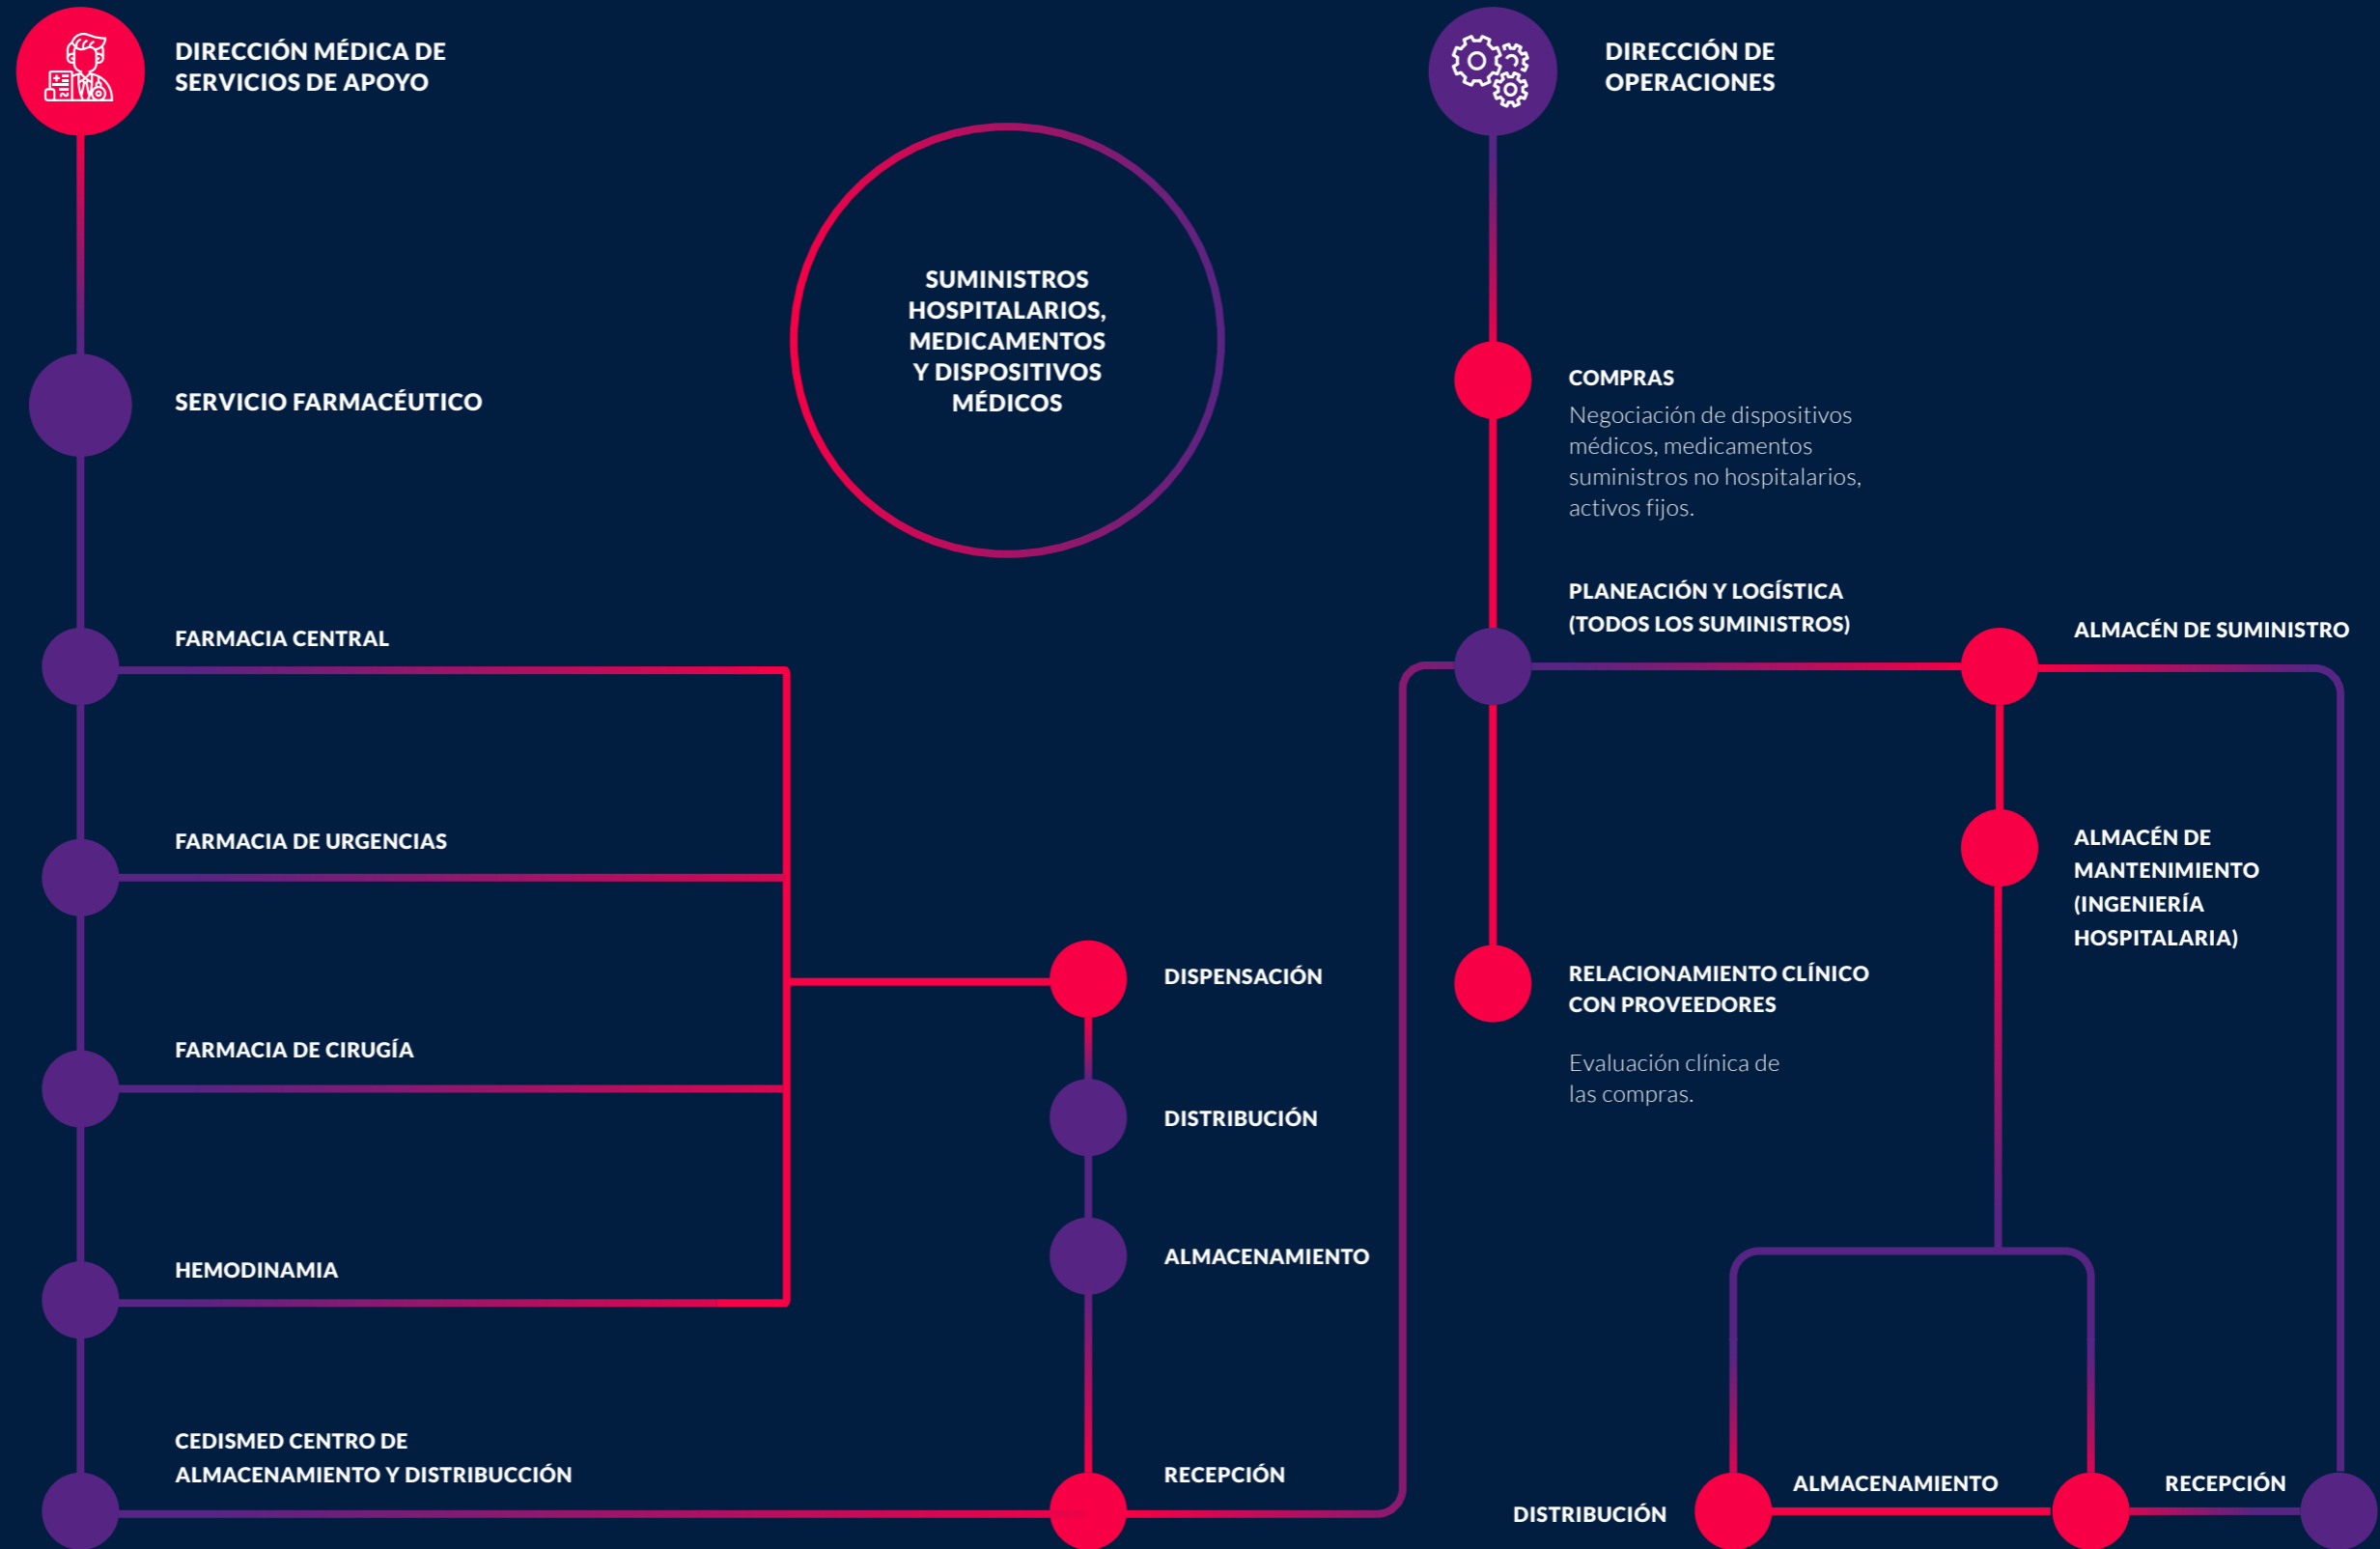 DIRECCIÓN MÉDICA DE
SERVICIOS DE APOYO
SERVICIO FARMACÉUTICO
FARMACIA CENTRAL
FARMACIA DE URGENCIAS
FARMACIA DE CIRUGÍA
HEMODINAMIA
CEDISMED CENTRO DE
ALMACENAMIENTO Y DISTRIBUCCIÓN
SUMINISTROS
HOSPITALARIOS,
MEDICAMENTOS
Y DISPOSITIVOS
MÉDICOS
DISPENSACIÓN
DISTRIBUCIÓN
ALMACENAMIENTO
RECEPCIÓN
DIRECCIÓN DE
OPERACIONES
COMPRAS
Negociación de dispositivos
médicos, medicamentos
suministros no hospitalarios,
activos fijos.
PLANEACIÓN Y LOGÍSTICA
(TODOS LOS SUMINISTROS)
RELACIONAMIENTO CLÍNICO
CON PROVEEDORES
Evaluación clínica de
las compras.
ALMACÉN DE SUMINISTRO
ALMACÉN DE
MANTENIMIENTO
(INGENIERÍA
HOSPITALARIA)
DISTRIBUCIÓN
ALMACENAMIENTO
RECEPCIÓN